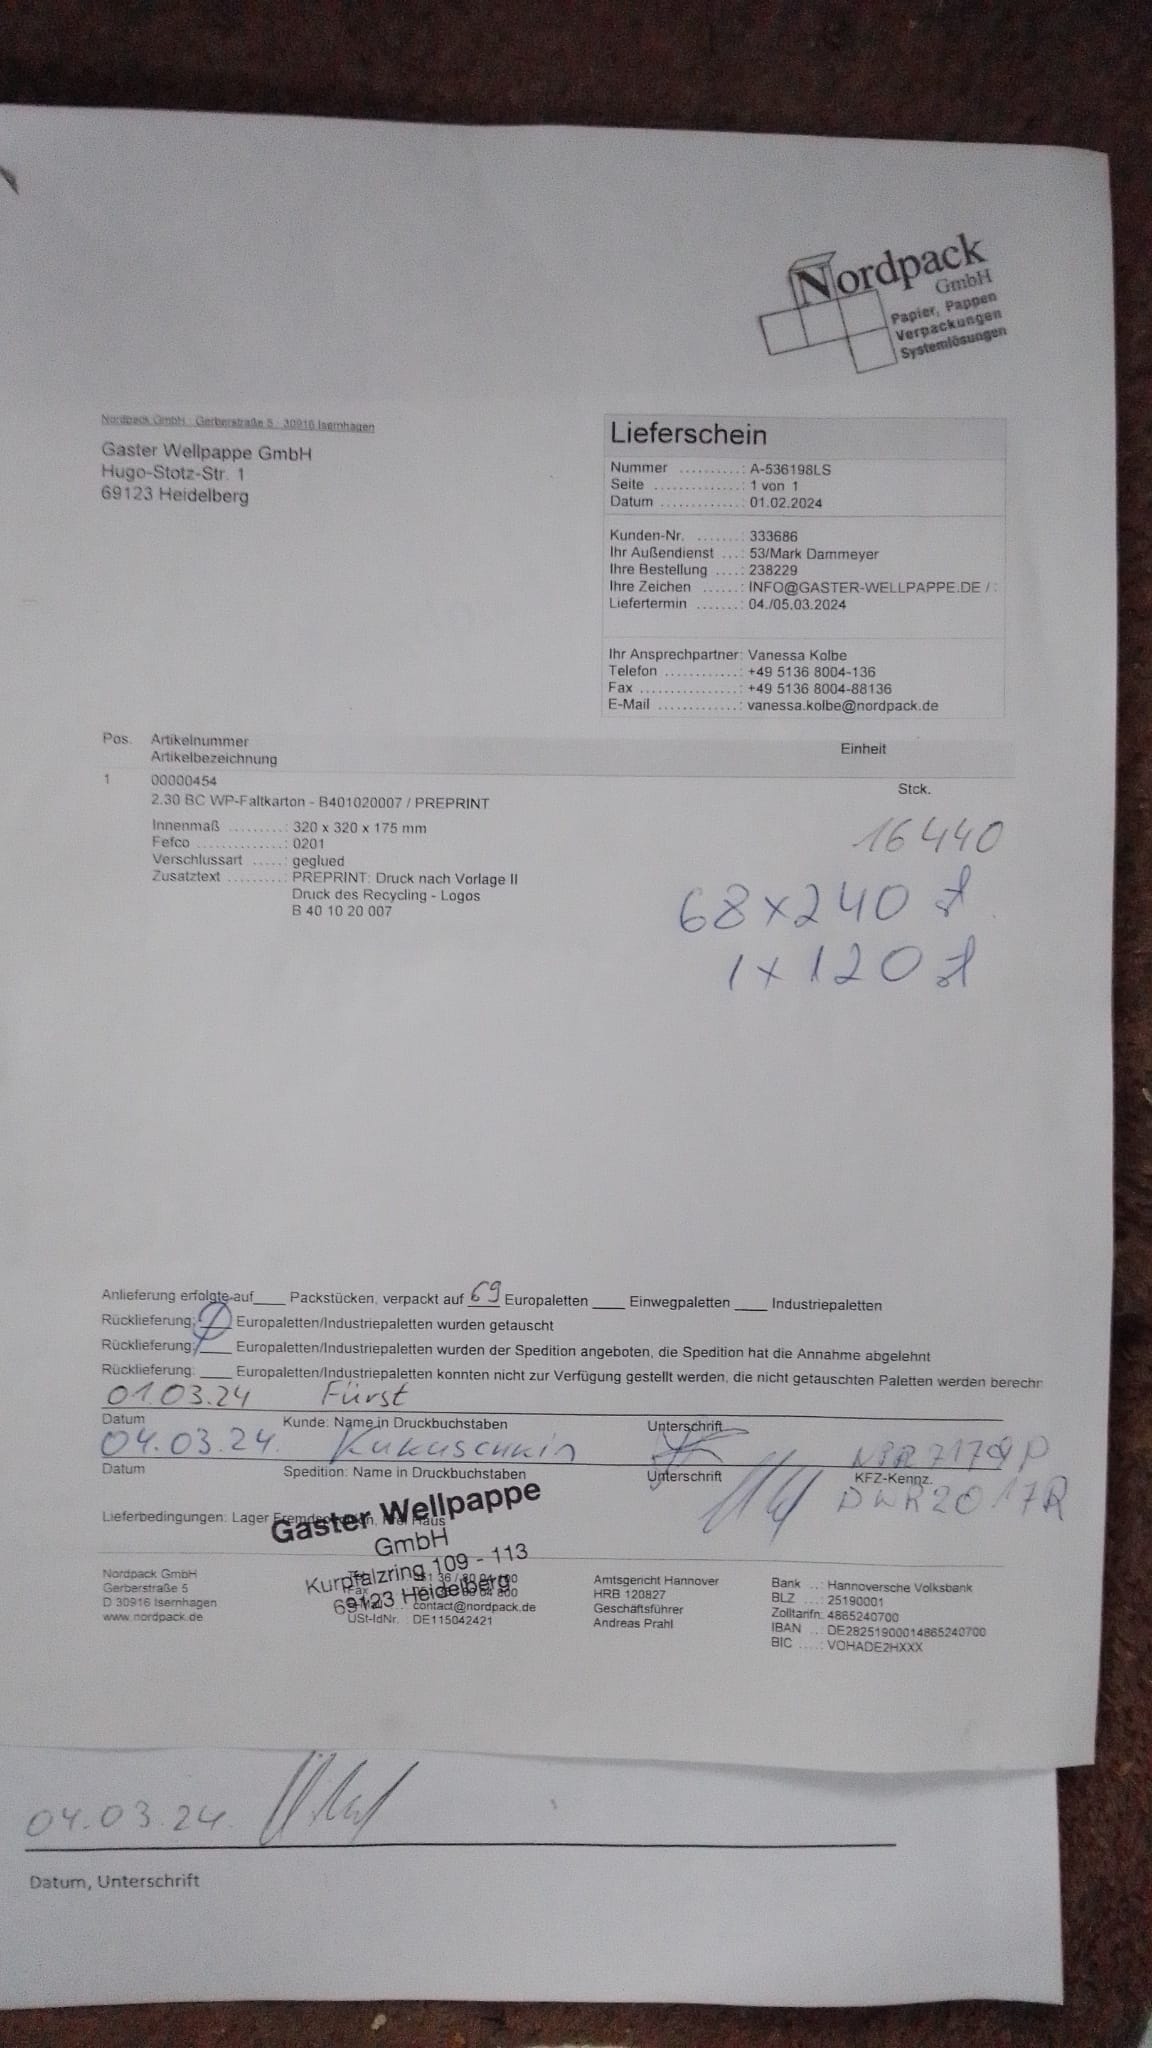 Nordpack
GmbH
Papier, Pappen
Verpackungen
Systemlösungen
Nordpack GmbH · Gerberstraße 5 · 30916 Isernhagen
Gaster Wellpappe GmbH
Hugo-Stotz-Str. 1
69123 Heidelberg
Lieferschein
Nummer ..........: A-536198LS
Seite ..............: 1 von 1
Datum .............: 01.02.2024
Kunden-Nr. .......: 333686
Ihr Außendienst ...: 53/Mark Dammeyer
Ihre Bestellung ....: 238229
Ihre Zeichen ......: INFO@GASTER-WELLPAPPE.DE / :
Liefertermin .......: 04./05.03.2024
Ihr Ansprechpartner: Vanessa Kolbe
Telefon ............: +49 5136 8004-136
Fax ................: +49 5136 8004-88136
E-Mail .............: vanessa.kolbe@nordpack.de
Pos. Artikelnummer
Artikelbezeichnung Einheit
1 00000454
2.30 BC WP-Faltkarton - B401020007 / PREPRINT Stck.
Innenmaß .........: 320 x 320 x 175 mm 16440
Fefco ..............: 0201
Verschlussart .....: geglued
Zusatztext .........: PREPRINT: Druck nach Vorlage II
Druck des Recycling - Logos
B 40 10 20 007
68x240
1x120
Anlieferung erfolgte auf____ Packstücken, verpackt auf 69 Europaletten ____ Einwegpaletten ____ Industriepaletten
Rücklieferung: ____ Europaletten/Industriepaletten wurden getauscht
Rücklieferung: ____ Europaletten/Industriepaletten wurden der Spedition angeboten, die Spedition hat die Annahme abgelehnt
Rücklieferung: ____ Europaletten/Industriepaletten konnten nicht zur Verfügung gestellt werden, die nicht getauschten Paletten werden berechn
01.03.24 Fürst
Datum Kunde: Name in Druckbuchstaben Unterschrift
04.03.24.
Datum Spedition: Name in Druckbuchstaben Unterschrift KFZ-Kennz.
DWR2017R
Lieferbedingungen: Lager Haus
Gaster Wellpappe
GmbH
Kurpfalzring 109 - 113
69123 Heidelberg
Nordpack GmbH
Gerberstraße 5
D 30916 Isernhagen
www.nordpack.de
contact@nordpack.de
USt-IdNr. : DE115042421
Amtsgericht Hannover
HRB 120827
Geschäftsführer
Andreas Prahl
Bank ..: Hannoversche Volksbank
BLZ ....: 25190001
Zolltarifn: 4865240700
IBAN ..: DE28251900014865240700
BIC ....: VOHADE2HXXX
04.03.24.
Datum, Unterschrift